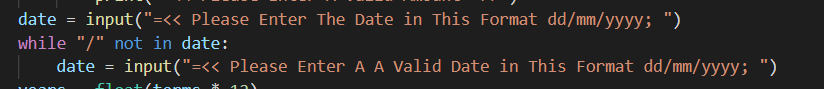 date = input("=<< Please Enter The Date in This Format dd/mm/yyyy; ")
while "/" not in date:
    date = input("=<< Please Enter A A Valid Date in This Format dd/mm/yyyy; ")